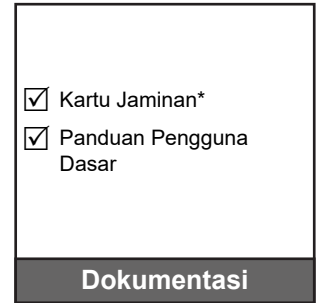 ☑ Kartu Jaminan*
☑ Panduan Pengguna
Dasar
Dokumentasi